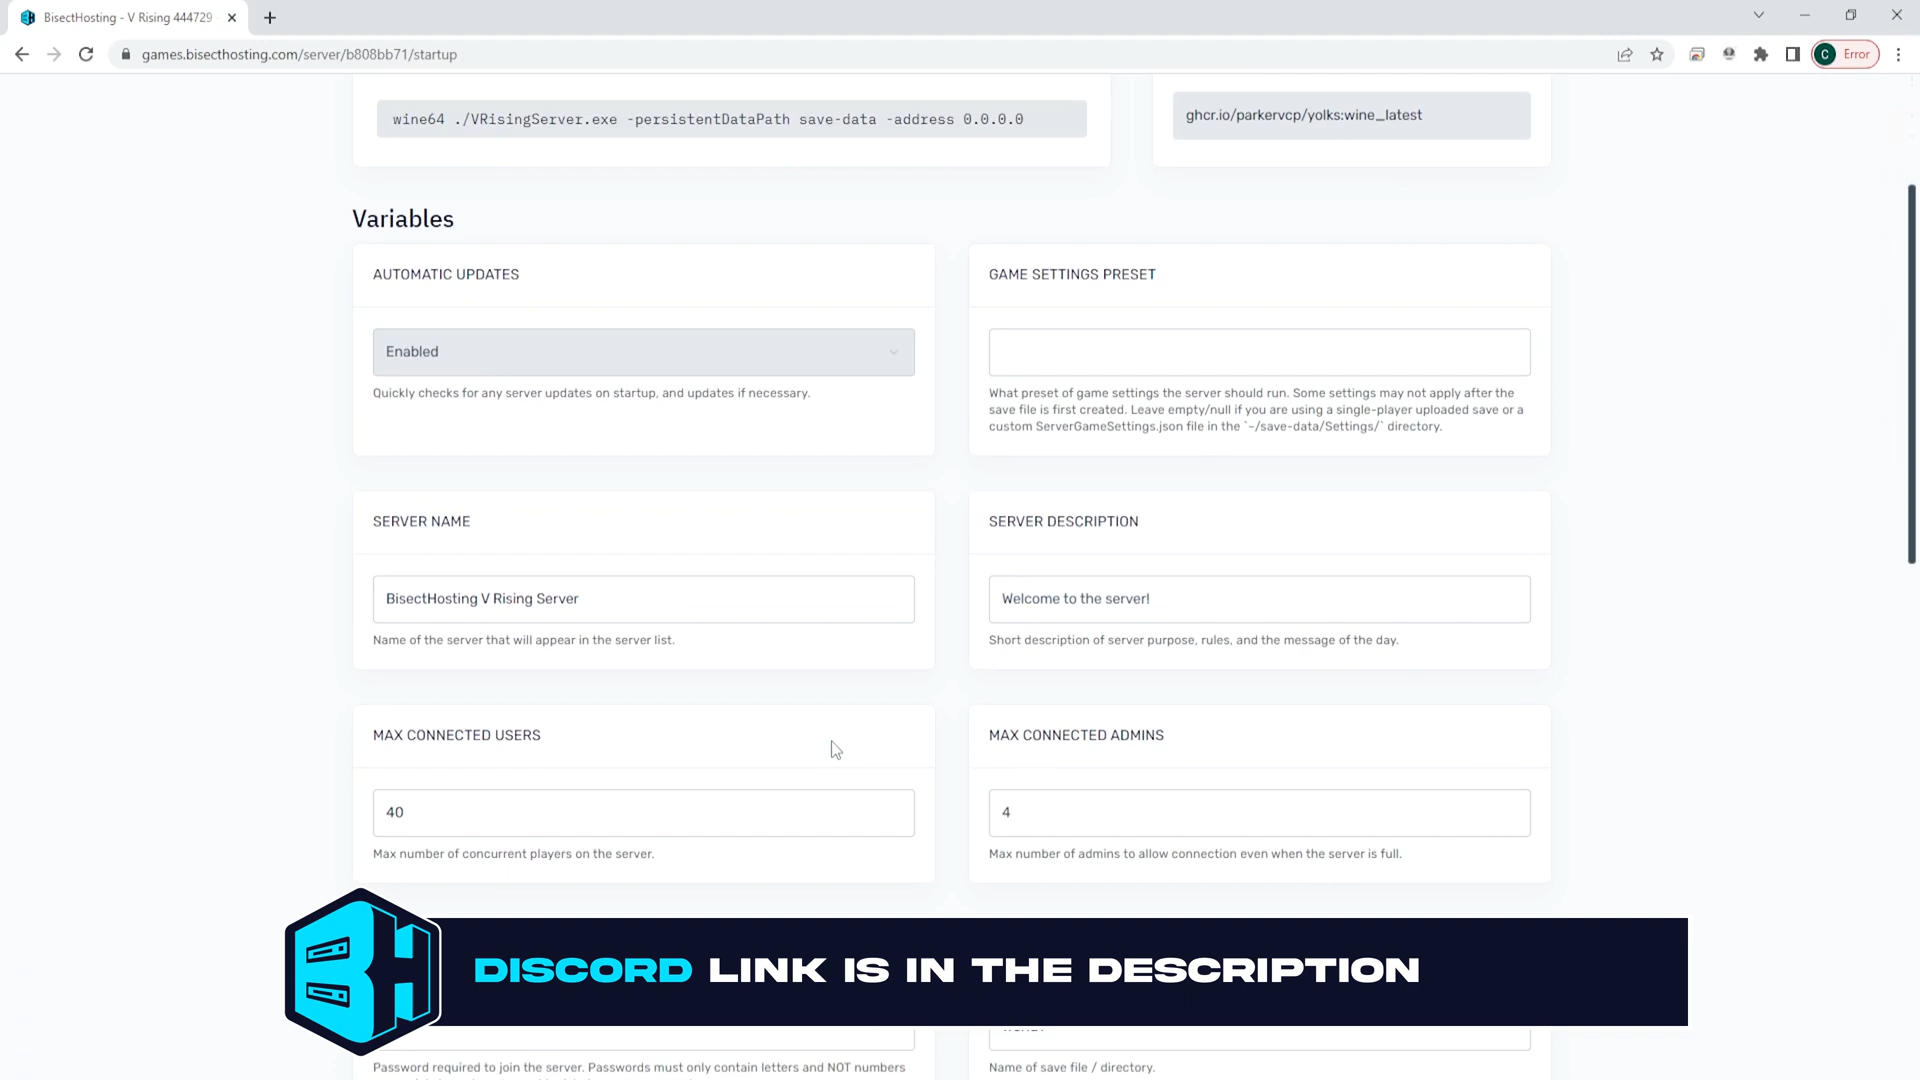 BisectHosting - V Rising 444729
games.bisecthosting.com/server/b808bb71/startup
C Error
wine64 ./VRisingServer.exe -persistentDataPath save-data -address 0.0.0.0
ghcr.io/parkervcp/yolks:wine_latest
Variables
AUTOMATIC UPDATES
Enabled
Quickly checks for any server updates on startup, and updates if necessary.
GAME SETTINGS PRESET
What preset of game settings the server should run. Some settings may not apply after the
save file is first created. Leave empty/null if you are using a single-player uploaded save or a
custom ServerGameSettings.json file in the `~/save-data/Settings/` directory.
SERVER NAME
BisectHosting V Rising Server
Name of the server that will appear in the server list.
SERVER DESCRIPTION
Welcome to the server!
Short description of server purpose, rules, and the message of the day.
MAX CONNECTED USERS
40
Max number of concurrent players on the server.
MAX CONNECTED ADMINS
4
Max number of admins to allow connection even when the server is full.
BH
DISCORD LINK IS IN THE DESCRIPTION
Password required to join the server. Passwords must only contain letters and NOT numbers
Name of save file / directory.